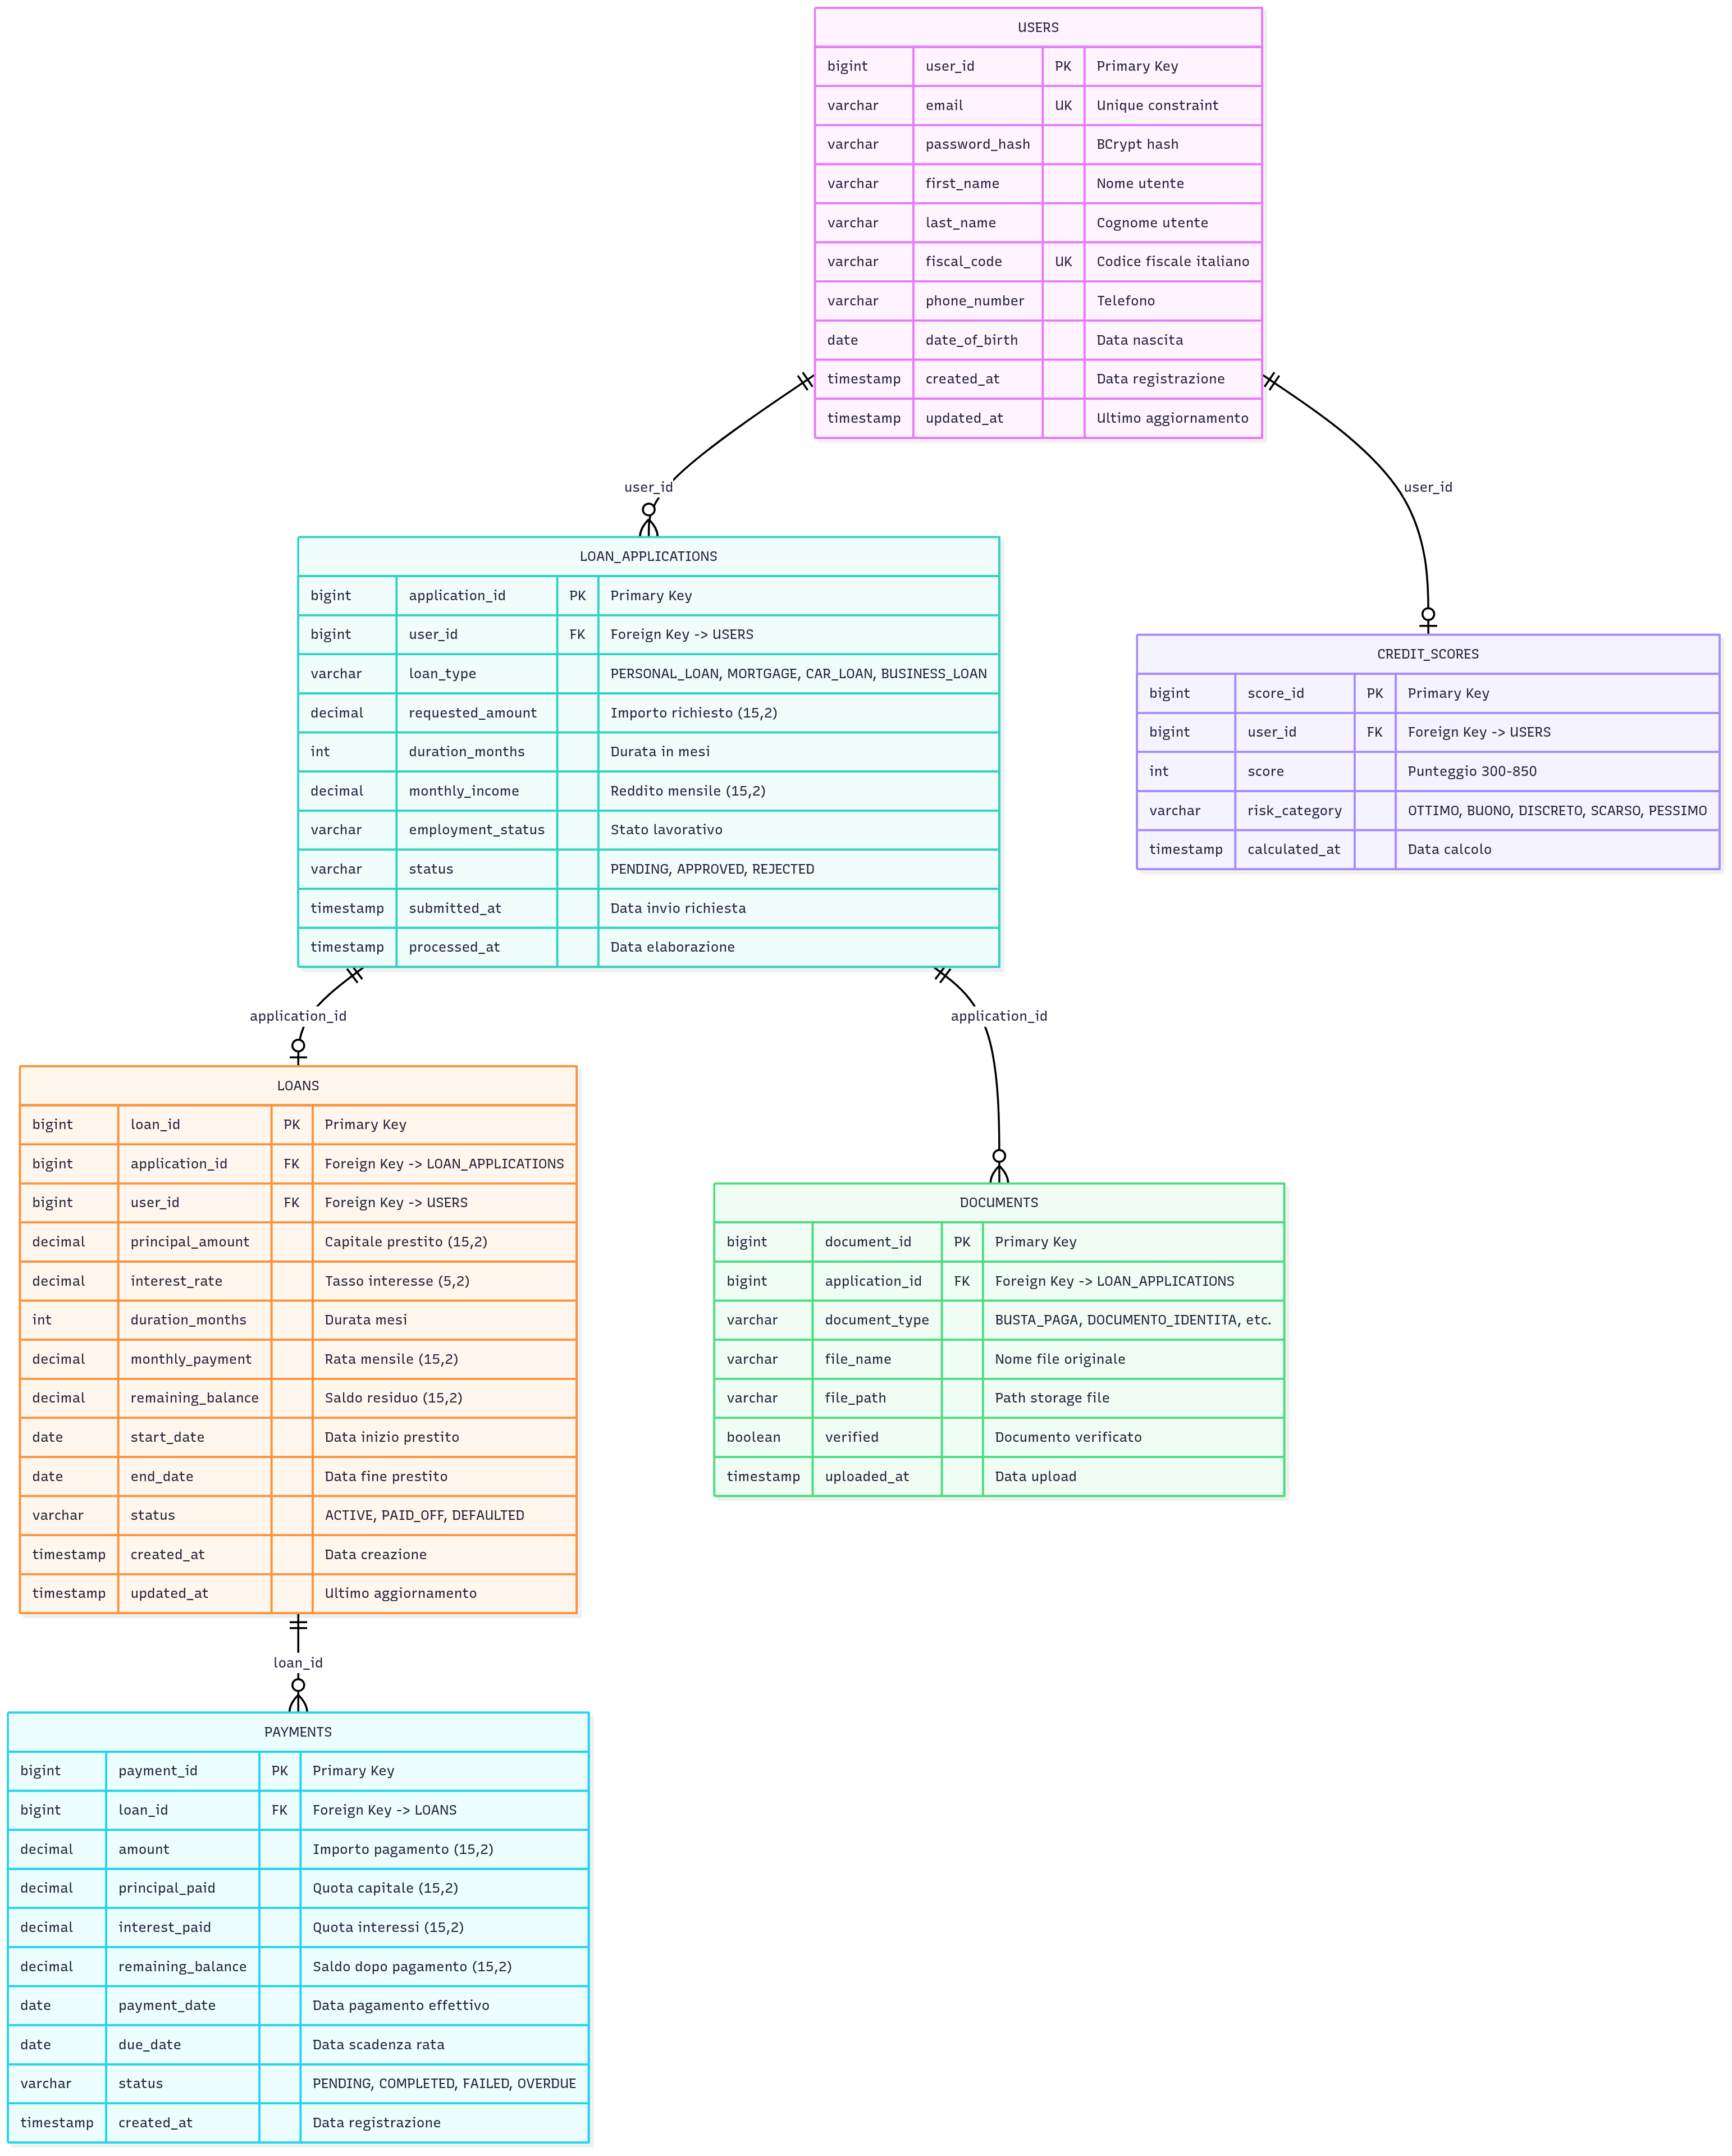 USERS
bigint user_id PK Primary Key
varchar email UK Unique constraint
varchar password_hash BCrypt hash
varchar first_name Nome utente
varchar last_name Cognome utente
varchar fiscal_code UK Codice fiscale italiano
varchar phone_number Telefono
date date_of_birth Data nascita
timestamp created_at Data registrazione
timestamp updated_at Ultimo aggiornamento
user_id
user_id
LOAN_APPLICATIONS
bigint application_id PK Primary Key
bigint user_id FK Foreign Key -> USERS
varchar loan_type PERSONAL_LOAN, MORTGAGE, CAR_LOAN, BUSINESS_LOAN
decimal requested_amount Importo richiesto (15,2)
int duration_months Durata in mesi
decimal monthly_income Reddito mensile (15,2)
varchar employment_status Stato lavorativo
varchar status PENDING, APPROVED, REJECTED
timestamp submitted_at Data invio richiesta
timestamp processed_at Data elaborazione
CREDIT_SCORES
bigint score_id PK Primary Key
bigint user_id FK Foreign Key -> USERS
int score Punteggio 300-850
varchar risk_category OTTIMO, BUONO, DISCRETO, SCARSO, PESSIMO
timestamp calculated_at Data calcolo
application_id
application_id
LOANS
bigint loan_id PK Primary Key
bigint application_id FK Foreign Key -> LOAN_APPLICATIONS
bigint user_id FK Foreign Key -> USERS
decimal principal_amount Capitale prestito (15,2)
decimal interest_rate Tasso interesse (5,2)
int duration_months Durata mesi
decimal monthly_payment Rata mensile (15,2)
decimal remaining_balance Saldo residuo (15,2)
date start_date Data inizio prestito
date end_date Data fine prestito
varchar status ACTIVE, PAID_OFF, DEFAULTED
timestamp created_at Data creazione
timestamp updated_at Ultimo aggiornamento
DOCUMENTS
bigint document_id PK Primary Key
bigint application_id FK Foreign Key -> LOAN_APPLICATIONS
varchar document_type BUSTA_PAGA, DOCUMENTO_IDENTITA, etc.
varchar file_name Nome file originale
varchar file_path Path storage file
boolean verified Documento verificato
timestamp uploaded_at Data upload
loan_id
PAYMENTS
bigint payment_id PK Primary Key
bigint loan_id FK Foreign Key -> LOANS
decimal amount Importo pagamento (15,2)
decimal principal_paid Quota capitale (15,2)
decimal interest_paid Quota interessi (15,2)
decimal remaining_balance Saldo dopo pagamento (15,2)
date payment_date Data pagamento effettivo
date due_date Data scadenza rata
varchar status PENDING, COMPLETED, FAILED, OVERDUE
timestamp created_at Data registrazione